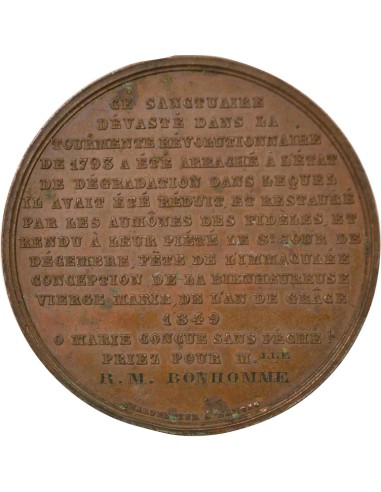 CE SANCTUAIRE
DÉVASTÉ DANS LA
TOURMENTE RÉVOLUTIONNAIRE
DE 1793 A ÉTÉ ARRACHÉ A L'ÉTAT
DE DÉGRADATION DANS LEQUEL
IL AVAIT ÉTÉ RÉDUIT, ET RESTAURÉ
PAR LES AUMÔNES DES FIDÈLES, ET
RENDU À LEUR PIÉTÉ LE 8E JOUR DE
DÉCEMBRE, FÊTE DE L'IMMACULÉE
CONCEPTION DE LA BIENHEUREUSE
VIERGE MARIE DE L'AN DE GRÂCE
1849
O MARIE CONÇUE SANS PÉCHÉ!
PRIEZ POUR M.LLE
R. M. BONHOMME